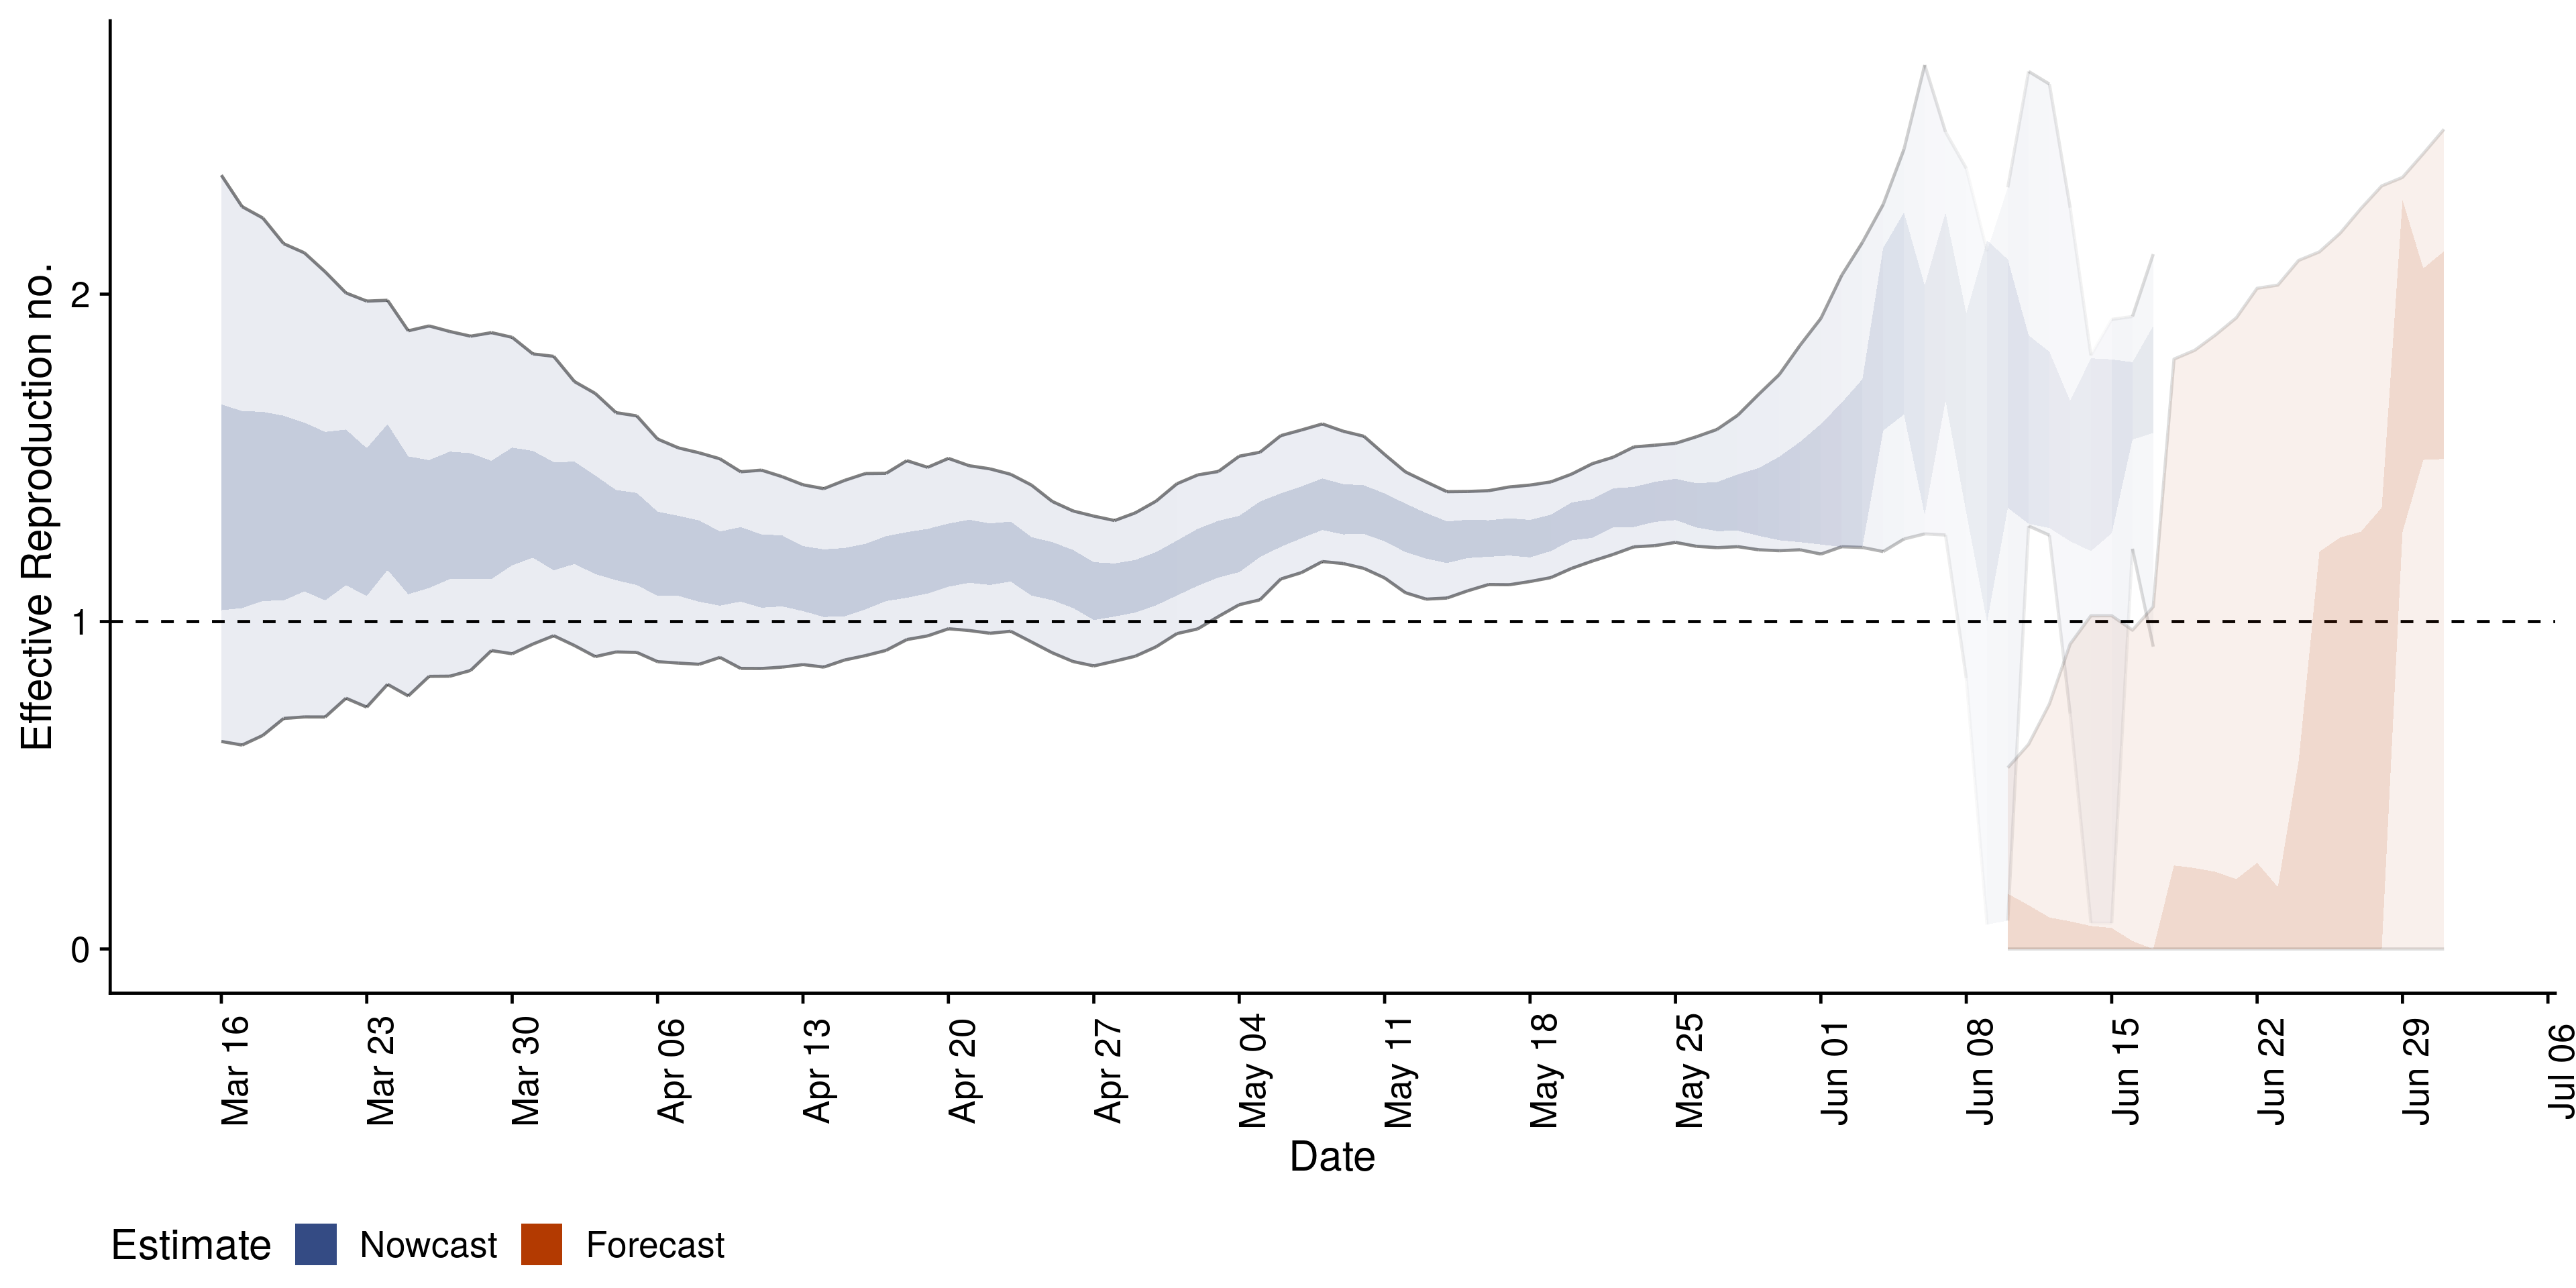 Effective Reproduction no.
2
1
0
Mar 16
Mar 23
Mar 30
Apr 06
Apr 13
Apr 20
Apr 27
May 04
May 11
May 18
May 25
Jun 01
Jun 08
Jun 15
Jun 22
Jun 29
Jul 06
Date
Estimate Nowcast Forecast